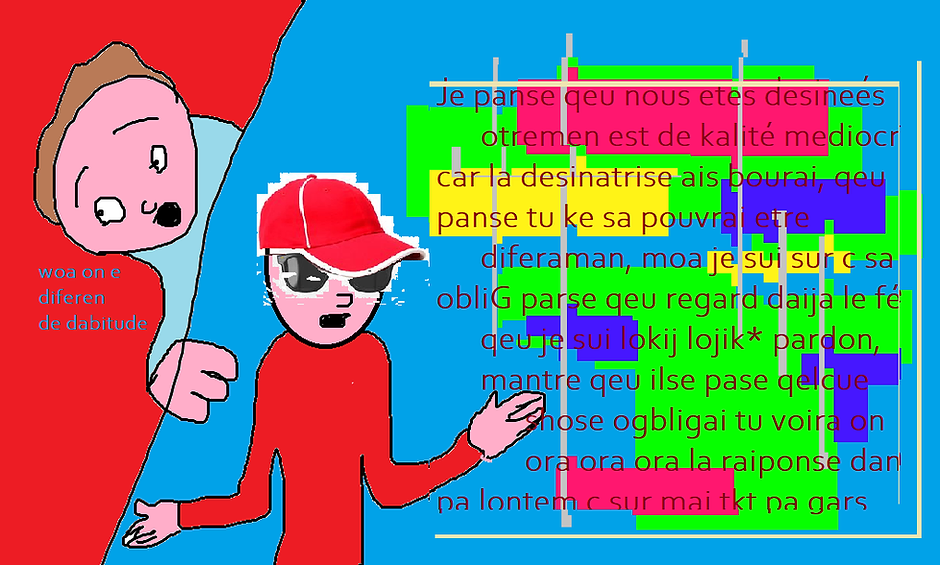 woa on e
diferen
de dabitude
Je panse qeu nous etes desineés
otremen est de kalité mediocr
car la desinatrise ais bourai, qeu
panse tu ke sa pouvrai etre
diferaman, moa je sui sur c sa
obliG parse qeu regard daija le fé
qeu je sui lokij lojik* pardon,
mantre qeu ilse pase qelcue
shose ogbligai tu voira on
ora ora ora la raiponse dan
pa lontem c sur mai tkt pa gars